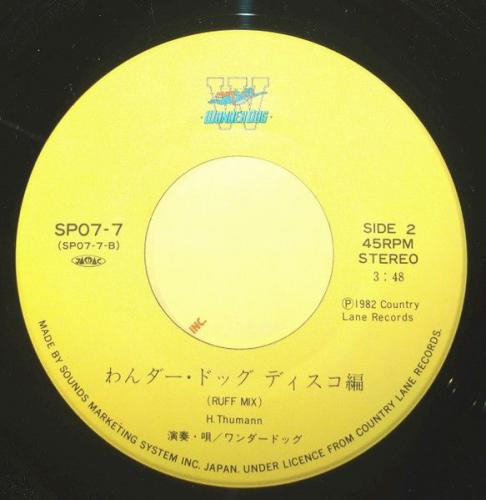 WONDER DOG
SP07-7
(SP07-7-B)
SIDE 2
45RPM
STEREO
3:48
Ⓟ1982 Country
Lane Records
INC.
わんダー・ドッグ ディスコ編
(RUFF MIX)
H. Thumann
演奏・唄／ワンダードッグ
MADE BY SOUNDS MARKETING SYSTEM INC. JAPAN. UNDER LICENCE FROM COUNTRY LANE RECORDS.